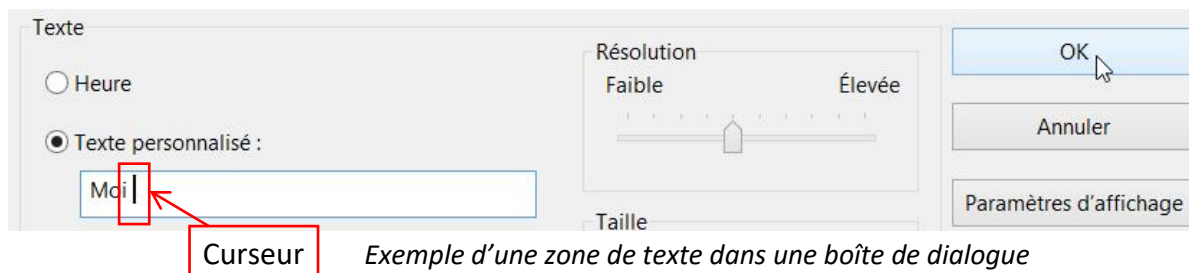 Texte
Heure
Texte personnalisé :
Moi
Résolution
Faible Élevée
Taille
OK
Annuler
Paramètres d'affichage
Curseur
Exemple d'une zone de texte dans une boîte de dialogue